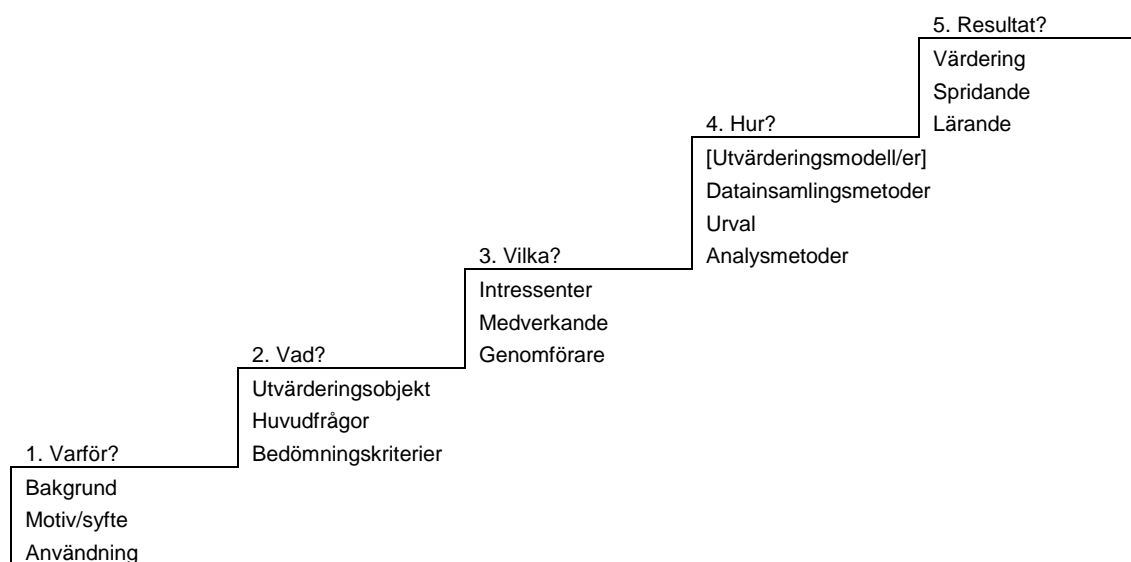 5. Resultat?
Värdering
Spridande
Lärande
4. Hur?
[Utvärderingsmodell/er]
Datainsamlingsmetoder
Urval
Analysmetoder
3. Vilka?
Intressenter
Medverkande
Genomförare
2. Vad?
Utvärderingsobjekt
Huvudfrågor
Bedömningskriterier
1. Varför?
Bakgrund
Motiv/syfte
Användning